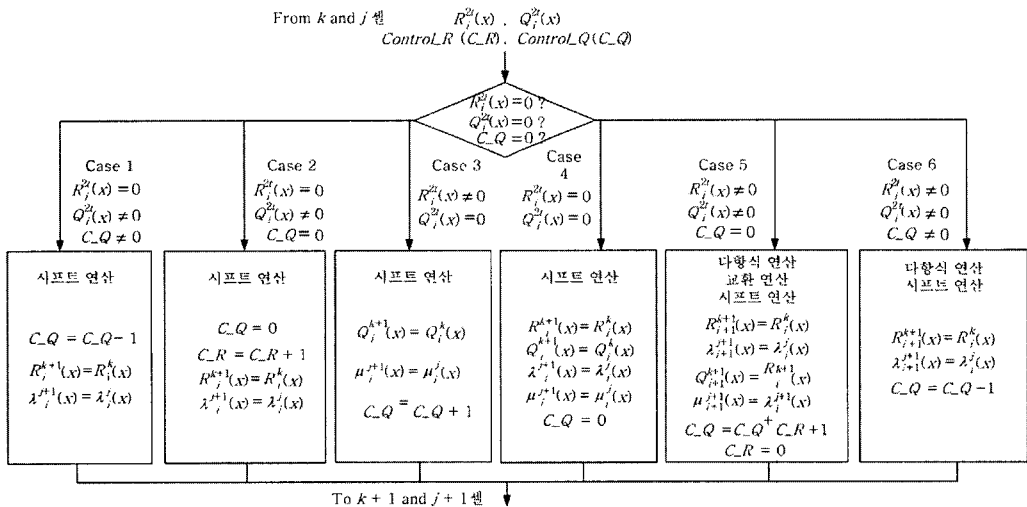 From k and j 셀 R_i^{2t}(x) , Q_i^{2t}(x)
Control_R (C_R), Control_Q(C_Q)
R_i^{2t}(x)=0 ?
Q_i^{2t}(x)=0 ?
C_Q=0 ?
Case 1
R_i^{2t}(x)=0
Q_i^{2t}(x)≠0
C_Q≠0
시프트 연산
C_Q=C_Q-1
R_i^{k+1}(x)=R_i^k(x)
λ_i^{j+1}(x)=λ_i^j(x)
Case 2
R_i^{2t}(x)=0
Q_i^{2t}(x)≠0
C_Q=0
시프트 연산
C_Q=0
C_R=C_R+1
R_i^{k+1}(x)=R_i^k(x)
λ_i^{j+1}(x)=λ_i^j(x)
Case 3
R_i^{2t}(x)≠0
Q_i^{2t}(x)=0
시프트 연산
Q_i^{k+1}(x)=Q_i^k(x)
μ_i^{j+1}(x)=μ_i^j(x)
C_Q=C_Q+1
Case
4
R_i^{2t}(x)=0
Q_i^{2t}(x)=0
시프트 연산
R_i^{k+1}(x)=R_i^k(x)
Q_i^{k+1}(x)=Q_i^k(x)
λ_i^{j+1}(x)=λ_i^j(x)
μ_i^{j+1}(x)=μ_i^j(x)
C_Q=0
Case 5
R_i^{2t}(x)≠0
Q_i^{2t}(x)≠0
C_Q=0
다항식 연산
교환 연산
시프트 연산
R_{i+1}^{k+1}(x)=R_i^k(x)
λ_{i+1}^{j+1}(x)=λ_i^j(x)
Q_{i+1}^{k+1}(x)=R_i^{k+1}(x)
μ_{i+1}^{j+1}(x)=λ_i^{j+1}(x)
C_Q=C_Q+C_R+1
C_R=0
Case 6
R_i^{2t}(x)≠0
Q_i^{2t}(x)≠0
C_Q≠0
다항식 연산
시프트 연산
R_{i+1}^{k+1}(x)=R_i^k(x)
λ_{i+1}^{j+1}(x)=λ_i^j(x)
C_Q=C_Q-1
To k+1 and j+1셀